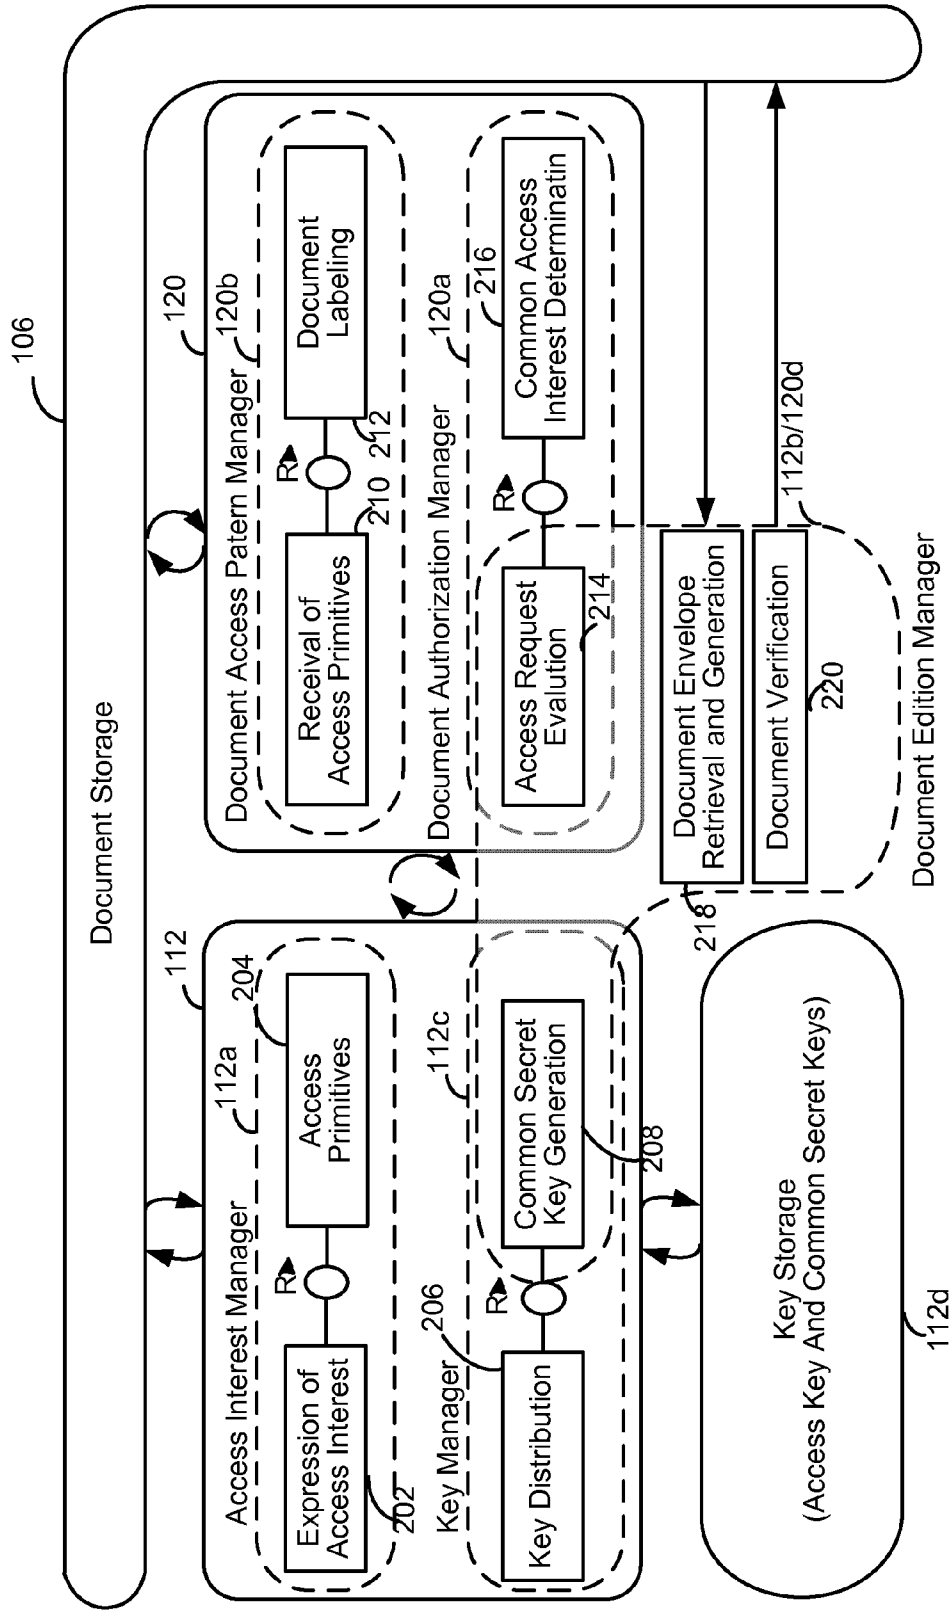 106
Document Storage
112
120
Access Interest Manager
112a
204
Expression of
Access Interest
202
R
Access
Primitives
Document Access Patern Manager
120b
Receival of
Access Primitives
210
R
Document
Labeling
212
Key Manager
206
112c
Key Distribution
R
Common Secret
Key Generation
208
Document Authorization Manager
120a
Access Request
Evalution
214
R
Common Access
Interest Determinatin
216
Document Envelope
Retrieval and Generation
218
Document Verification
220
112b/120d
Document Edition Manager
Key Storage
(Access Key And Common Secret Keys)
112d